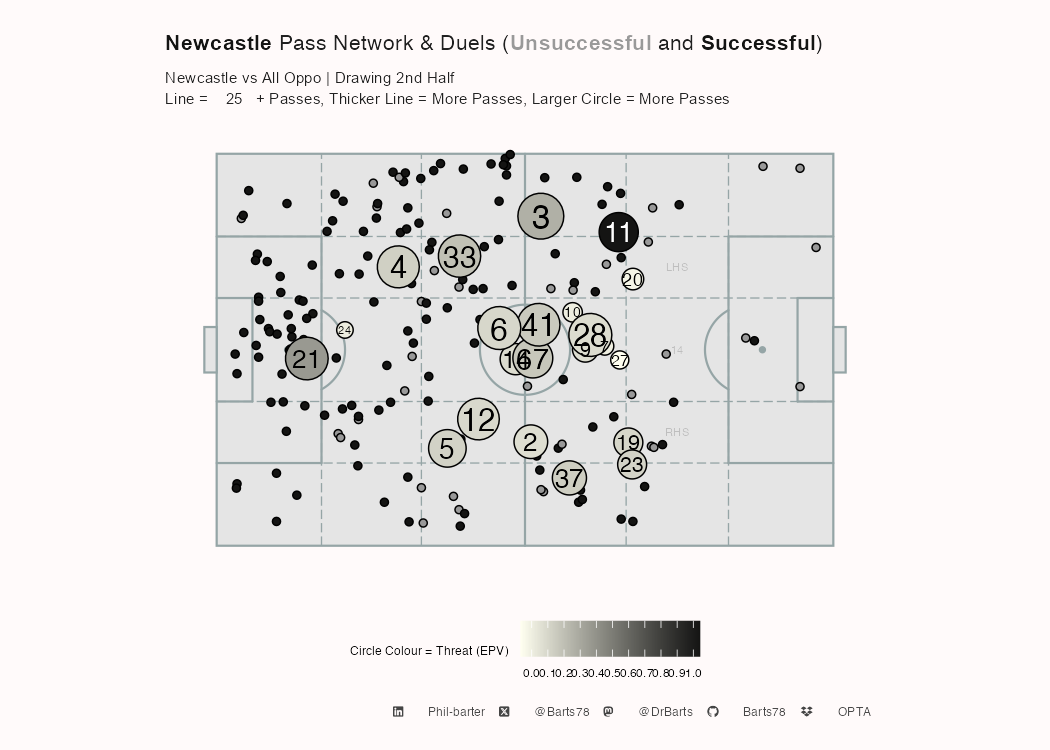 Newcastle Pass Network & Duels (Unsuccessful and Successful)
Newcastle vs All Oppo | Drawing 2nd Half
Line = 25 + Passes, Thicker Line = More Passes, Larger Circle = More Passes
3
11
33
4
LHS
20
10
6
41
28
24
9
7
14
21
67
27
12
2
RHS
19
5
23
37
Circle Colour = Threat (EPV)
0.00.10.20.30.40.50.60.70.80.91.0
Phil-barter
@Barts78
@DrBarts
Barts78
OPTA